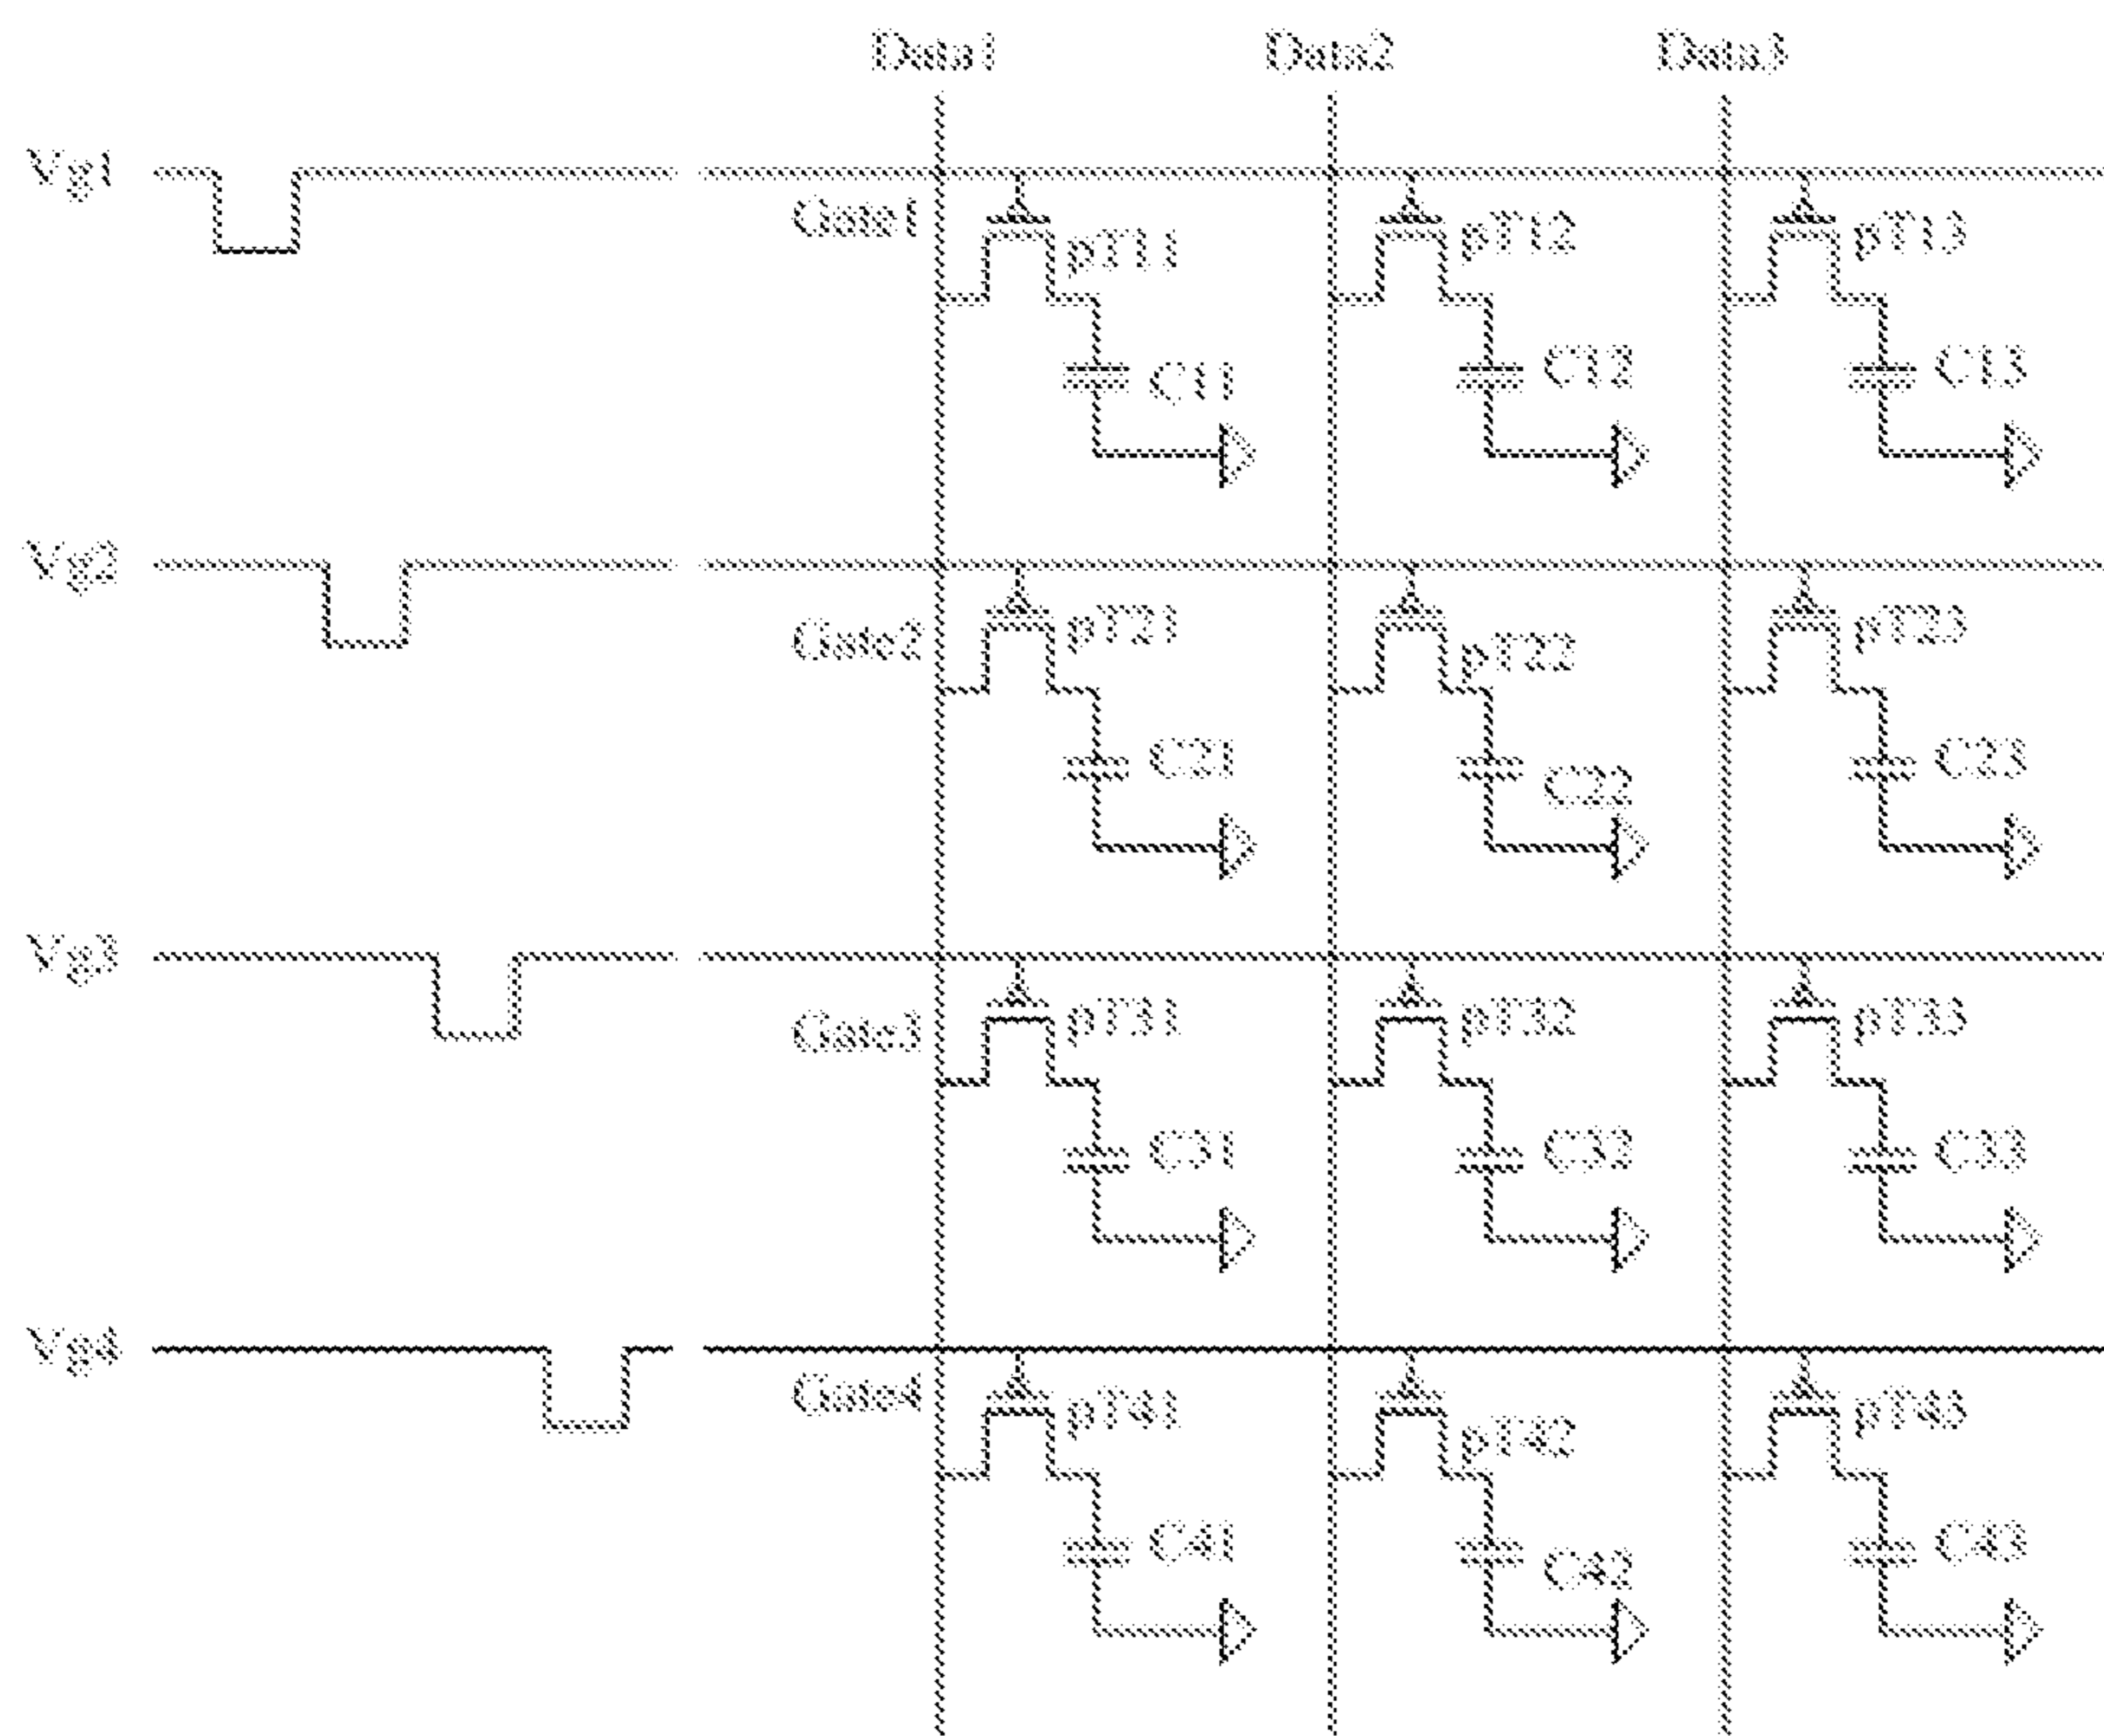 Data1 Data2 Data3
Vg1
Gate1 pT11 pT12 pT13
C11 C12 C13
Vg2
Gate2 pT21 pT22 pT23
C21 C22 C23
Vg3
Gate3 pT31 pT32 pT33
C31 C32 C33
Vg4
Gate4 pT41 pT42 pT43
C41 C42 C43